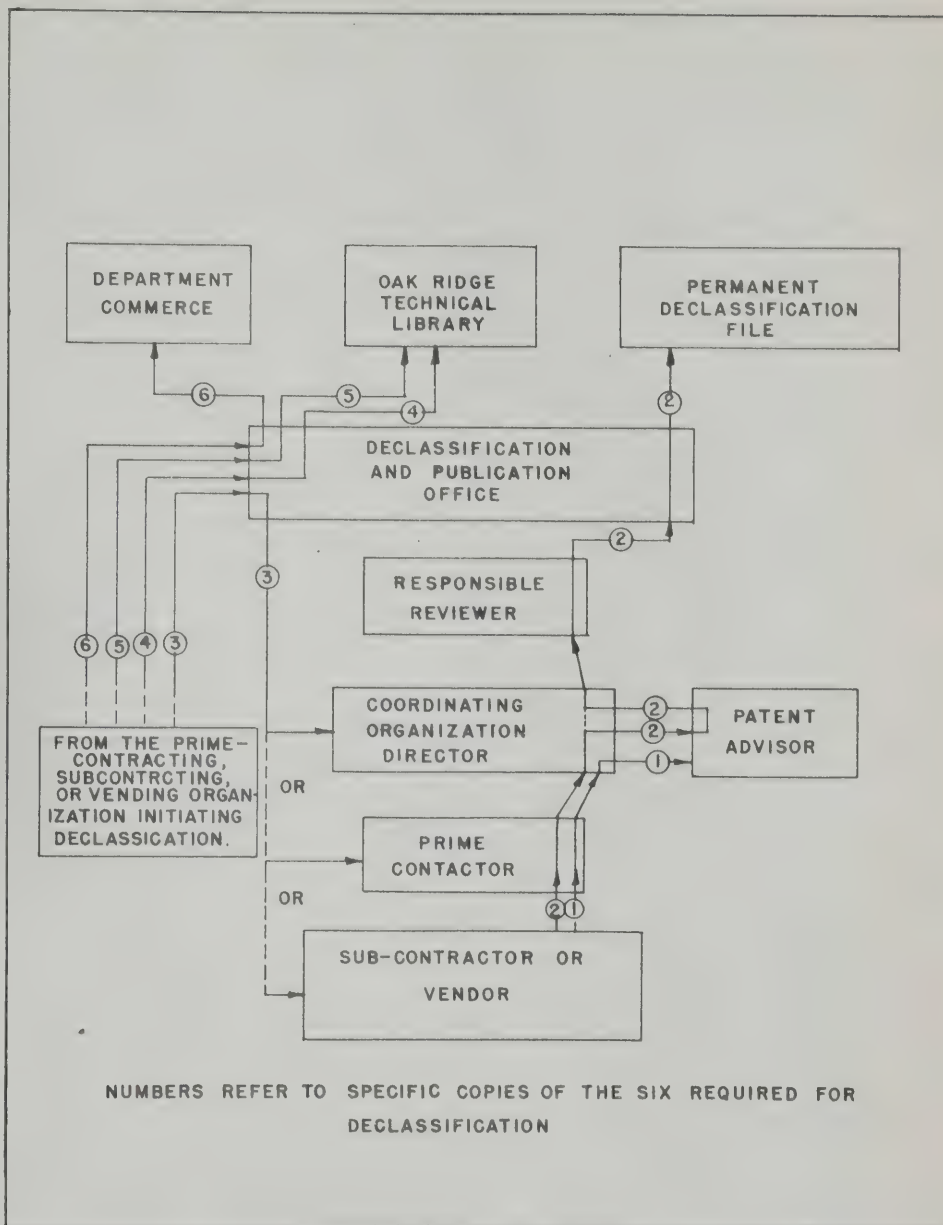 DEPARTMENT
COMMERCE
OAK RIDGE
TECHNICAL
LIBRARY
PERMANENT
DECLASSIFICATION
FILE
6
5
4
2
DECLASSIFICATION
AND PUBLICATION
OFFICE
2
3
RESPONSIBLE
REVIEWER
6
5
4
3
COORDINATING
ORGANIZATION
DIRECTOR
2
2
1
PATENT
ADVISOR
FROM THE PRIME-
CONTRACTING,
SUBCONTRCTING,
OR VENDING ORGAN-
IZATION INITIATING
DECLASSICATION.
OR
PRIME
CONTACTOR
OR
2
1
SUB-CONTRACTOR OR
VENDOR
NUMBERS REFER TO SPECIFIC COPIES OF THE SIX REQUIRED FOR
DECLASSIFICATION